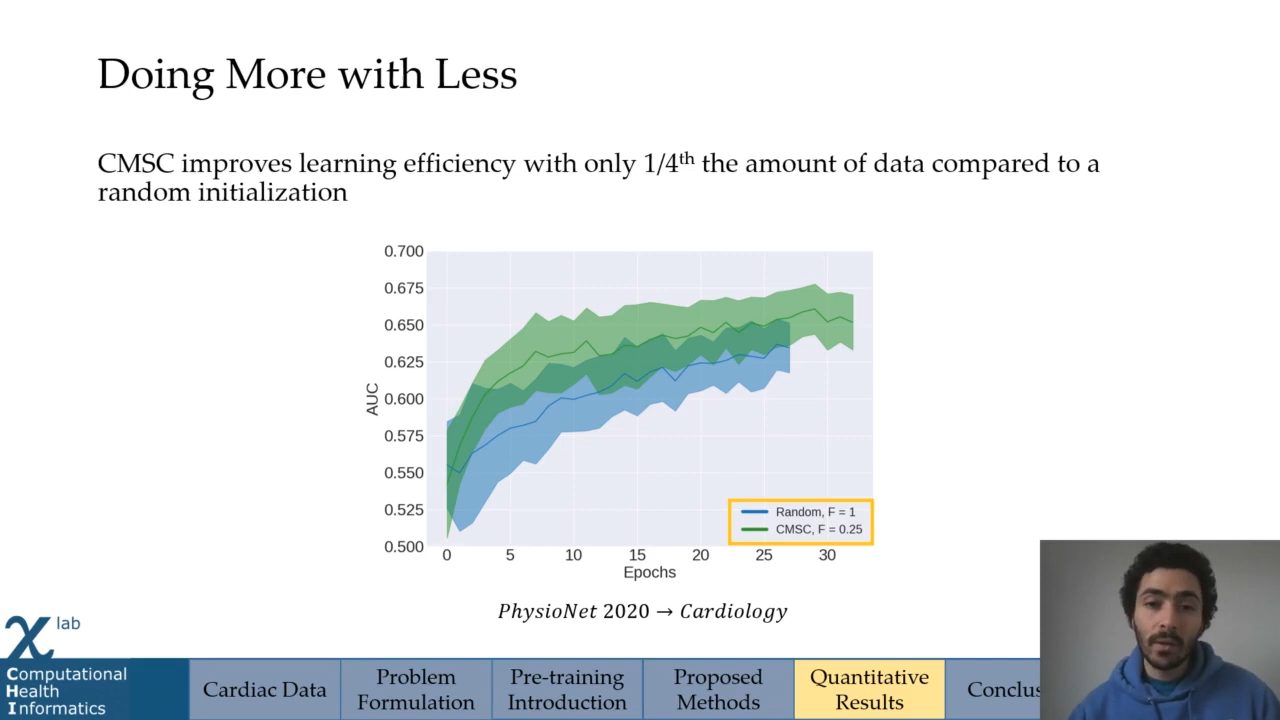 Doing More with Less
CMSC improves learning efficiency with only 1/4th the amount of data compared to a
random initialization
0.700
0.675
0.650
0.625
0.600
0.575
0.550
0.525
0.500
AUC
Random, F = 1
CMSC, F = 0.25
0 5 10 15 20 25 30
Epochs
PhysioNet 2020 → Cardiology
χ lab
Computational
Health
Informatics
Cardiac Data
Problem
Formulation
Pre-training
Introduction
Proposed
Methods
Quantitative
Results
Conclus